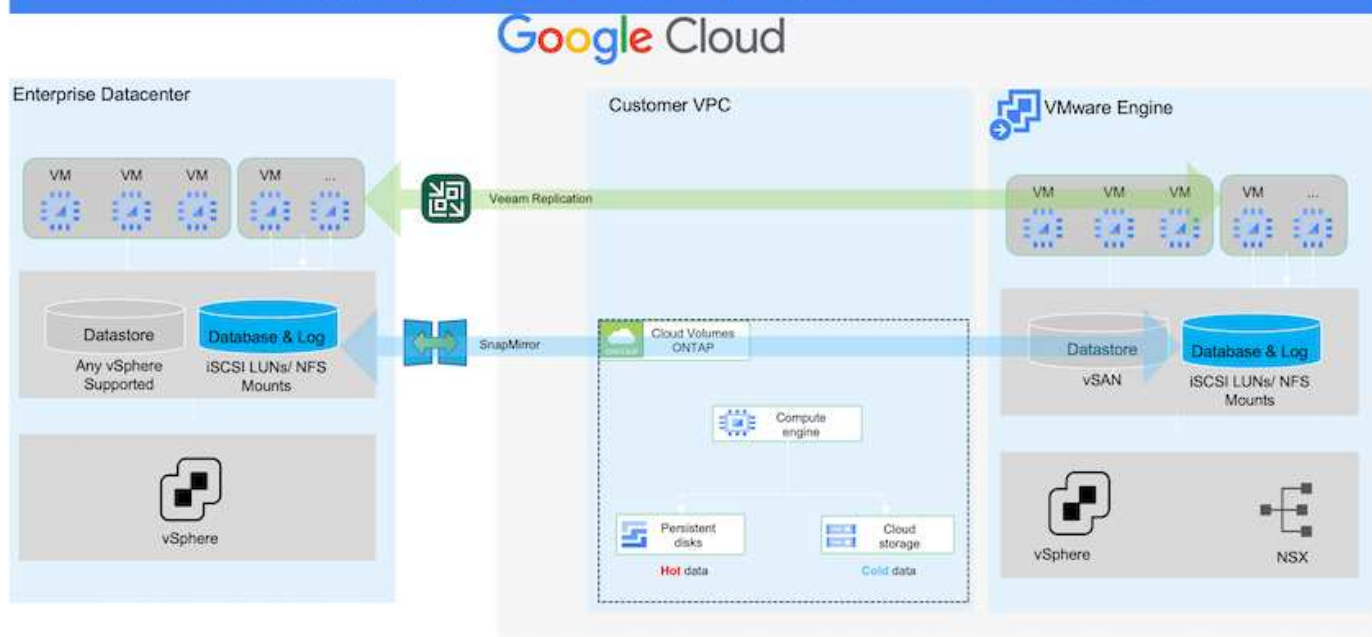 Google Cloud
Enterprise Datacenter
VM
VM
VM
VM
...
Datastore
Any vSphere
Supported
Database & Log
iSCSI LUNs/ NFS
Mounts
vSphere
Veeam Replication
SnapMirror
Customer VPC
ONTAP
Cloud Volumes
ONTAP
Compute
engine
Persistent
disks
Hot data
Cloud
storage
Cold data
VMware Engine
VM
VM
VM
VM
...
Datastore
vSAN
Database & Log
iSCSI LUNs/ NFS
Mounts
vSphere
NSX